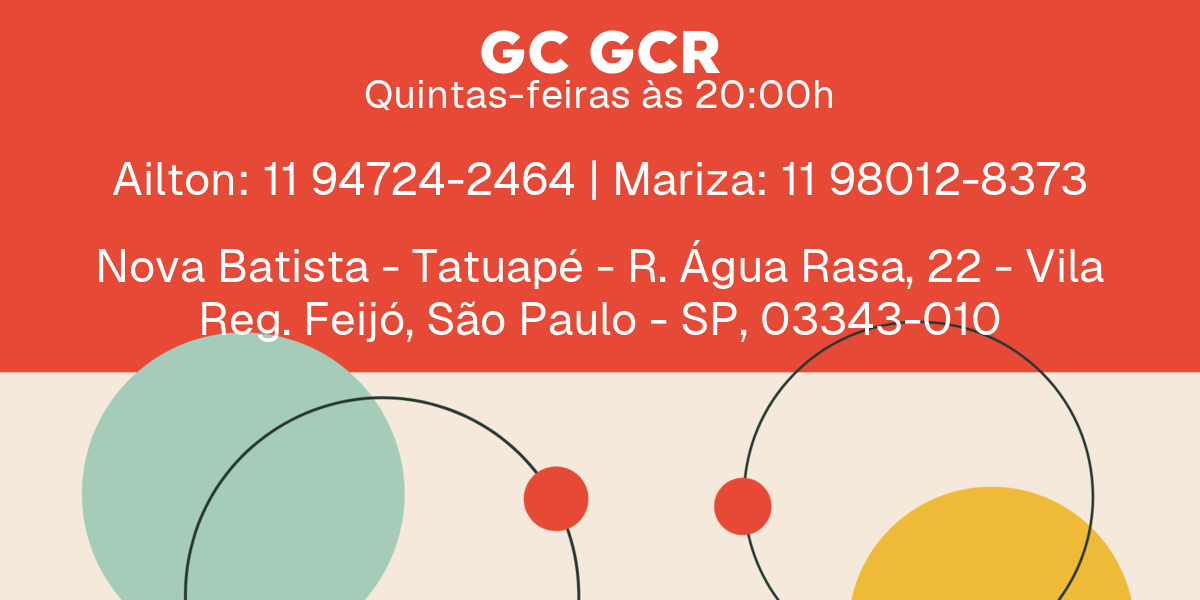 GC GCR
Quintas-feiras às 20:00h
Ailton: 11 94724-2464 | Mariza: 11 98012-8373
Nova Batista - Tatuapé - R. Água Rasa, 22 - Vila
Reg. Feijó, São Paulo - SP, 03343-010